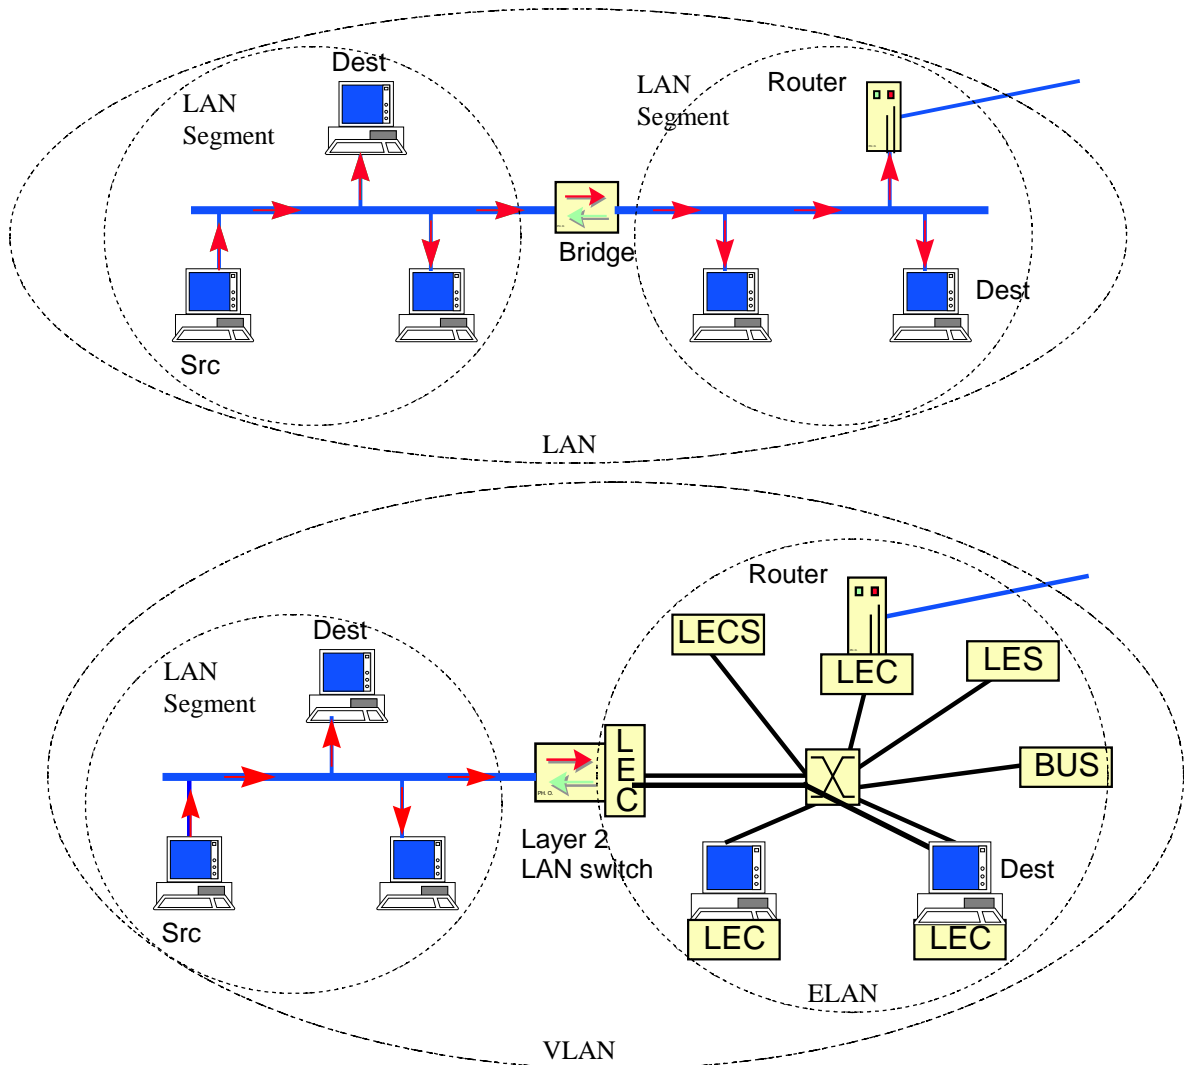 Dest
LAN
Segment
LAN
Segment
Router
Bridge
Src
Dest
LAN
Router
LECS
LEC
LES
Dest
LAN
Segment
L
E
C
BUS
PH. O.
Layer 2
LAN switch
Src
Dest
LEC
LEC
ELAN
VLAN